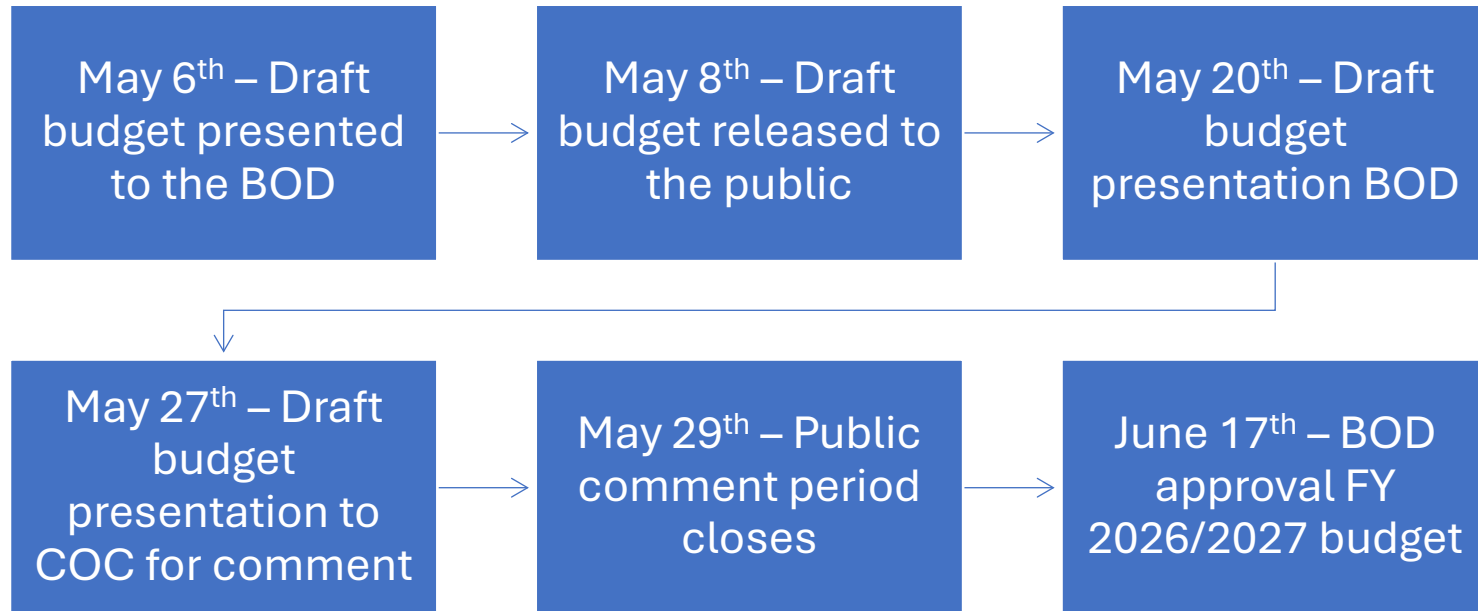 May 6th – Draft
budget presented
to the BOD
May 8th – Draft
budget released to
the public
May 20th – Draft
budget
presentation BOD
May 27th – Draft
budget
presentation to
COC for comment
May 29th – Public
comment period
closes
June 17th – BOD
approval FY
2026/2027 budget